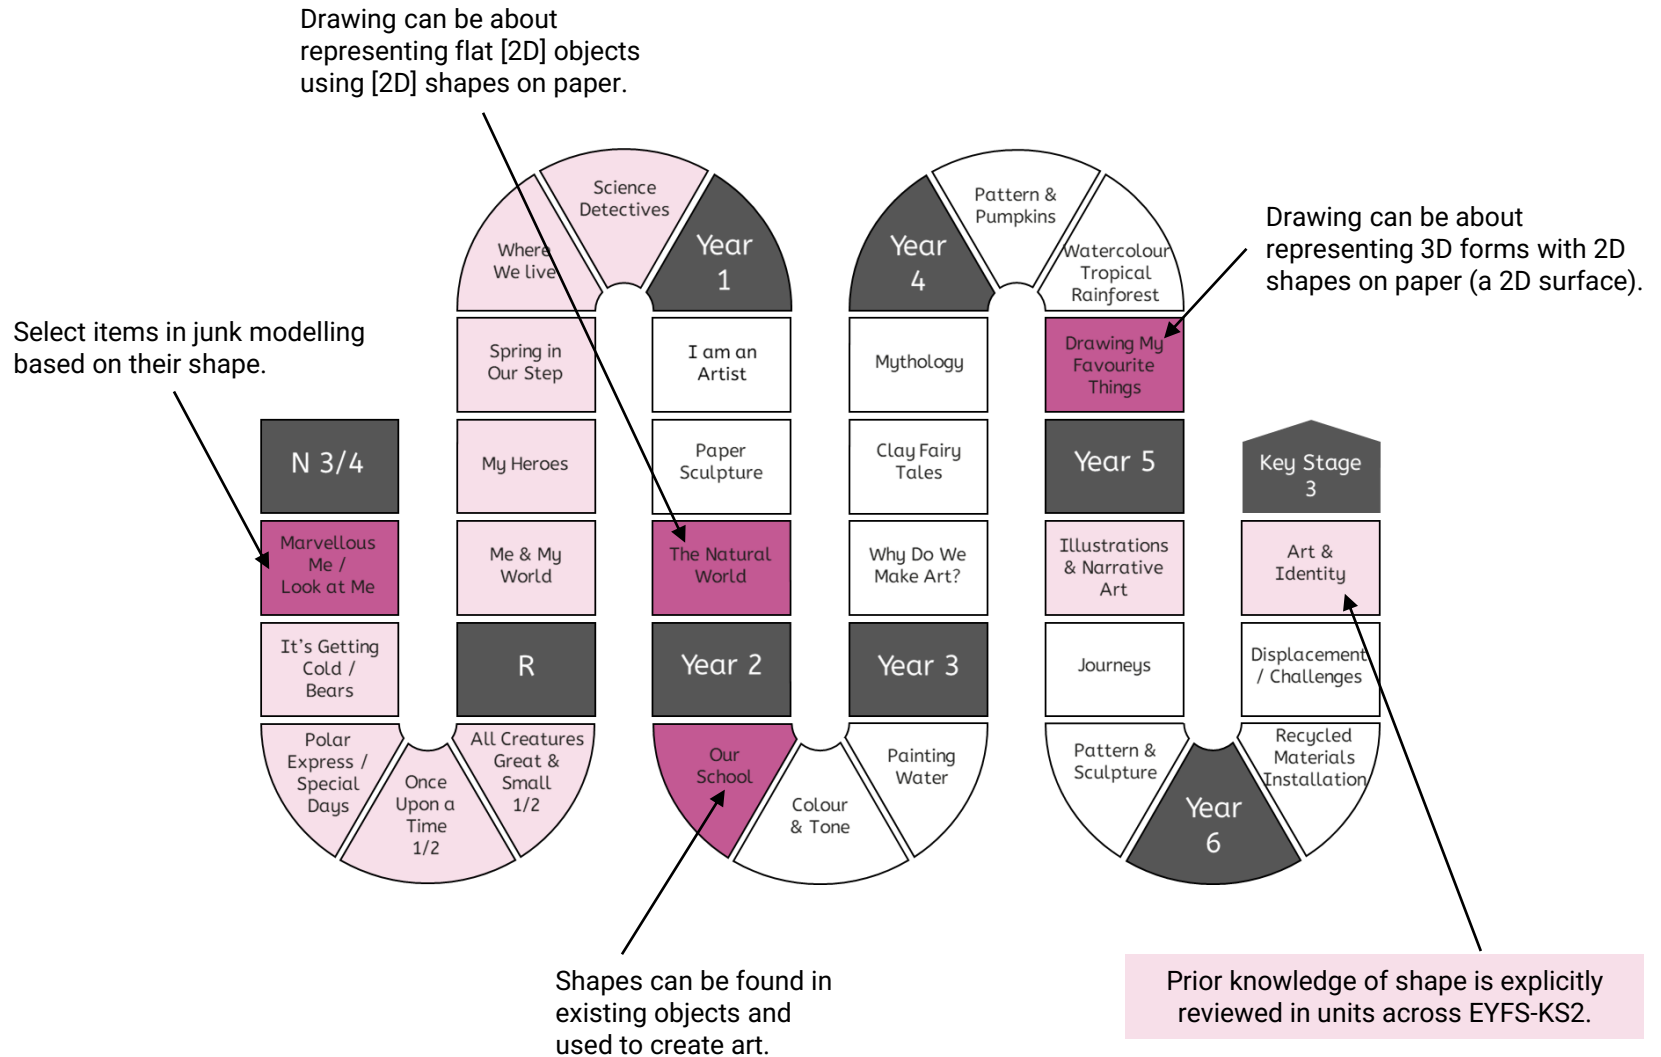 Drawing can be about
representing flat [2D] objects
using [2D] shapes on paper.
Drawing can be about
representing 3D forms with 2D
shapes on paper (a 2D surface).
Select items in junk modelling
based on their shape.
N 3/4
Marvellous
Me /
Look at Me
It's Getting
Cold /
Bears
Polar
Express /
Special
Days
Once
Upon a
Time
1/2
All Creatures
Great &
Small
1/2
R
Me & My
World
My Heroes
Spring in
Our Step
Where
We live
Science
Detectives
Year
1
I am an
Artist
Paper
Sculpture
The Natural
World
Year 2
Our
School
Colour
& Tone
Painting
Water
Year 3
Why Do We
Make Art?
Clay Fairy
Tales
Mythology
Year
4
Pattern &
Pumpkins
Watercolour
Tropical
Rainforest
Drawing My
Favourite
Things
Year 5
Illustrations
& Narrative
Art
Journeys
Pattern &
Sculpture
Year
6
Recycled
Materials
Installation
Displacement
/ Challenges
Art &
Identity
Key Stage
3
Shapes can be found in
existing objects and
used to create art.
Prior knowledge of shape is explicitly
reviewed in units across EYFS-KS2.